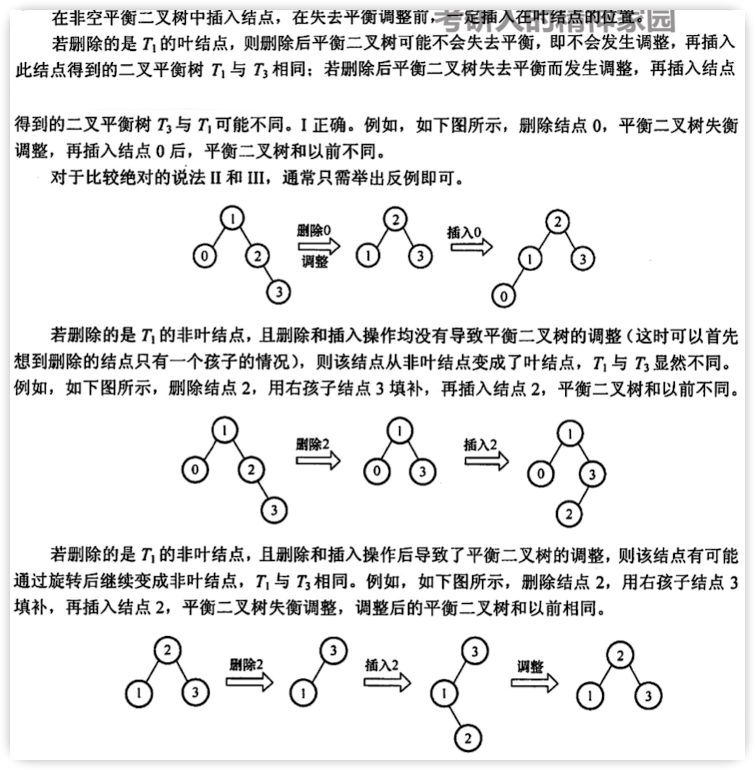 在非空平衡二叉树中插入结点，在失去平衡调整前，一定插入在叶结点的位置。
考研人的精神家园
若删除的是 T₁的叶结点，则删除后平衡二叉树可能不会失去平衡，即不会发生调整，再插入
此结点得到的二叉平衡树 T₁与 T₃相同；若删除后平衡二叉树失去平衡而发生调整，再插入结点
得到的二叉平衡树 T₃与 T₁可能不同。I 正确。例如，如下图所示，删除结点 0，平衡二叉树失衡
调整，再插入结点 0 后，平衡二叉树和以前不同。
对于比较绝对的说法 II 和 III，通常只需举出反例即可。
1 0 2 3
删除0
调整
2 1 3
插入0
2 1 3 0
若删除的是 T₁的非叶结点，且删除和插入操作均没有导致平衡二叉树的调整（这时可以首先
想到删除的结点只有一个孩子的情况），则该结点从非叶结点变成了叶结点，T₁与 T₃显然不同。
例如，如下图所示，删除结点 2，用右孩子结点 3 填补，再插入结点 2，平衡二叉树和以前不同。
1 0 2 3
删除2
1 0 3
插入2
1 0 3 2
若删除的是 T₁的非叶结点，且删除和插入操作后导致了平衡二叉树的调整，则该结点有可能
通过旋转后继续变成非叶结点，T₁与 T₃相同。例如，如下图所示，删除结点 2，用右孩子结点 3
填补，再插入结点 2，平衡二叉树失衡调整，调整后的平衡二叉树和以前相同。
2 1 3
删除2
3 1
插入2
3 1 2
调整
2 1 3